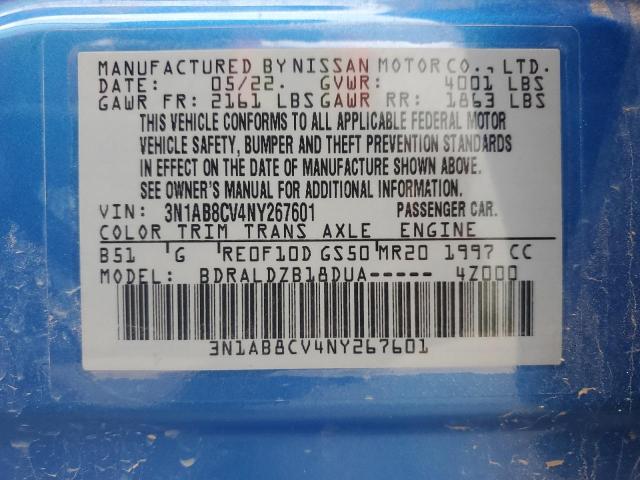 MANUFACTURED BY NISSAN MOTOR CO., LTD.
DATE: 05/22. GVWR: 4001 LBS
GAWR FR: 2161 LBS GAWR RR: 1863 LBS
THIS VEHICLE CONFORMS TO ALL APPLICABLE FEDERAL MOTOR
VEHICLE SAFETY, BUMPER AND THEFT PREVENTION STANDARDS
IN EFFECT ON THE DATE OF MANUFACTURE SHOWN ABOVE.
SEE OWNER'S MANUAL FOR ADDITIONAL INFORMATION.
VIN: 3N1AB8CV4NY267601 PASSENGER CAR.
COLOR TRIM TRANS AXLE ENGINE
B51 G RE0F10D GS50 MR20 1997 CC
MODEL: BDRALDZB18DUA----- 4Z000
3N1AB8CV4NY267601